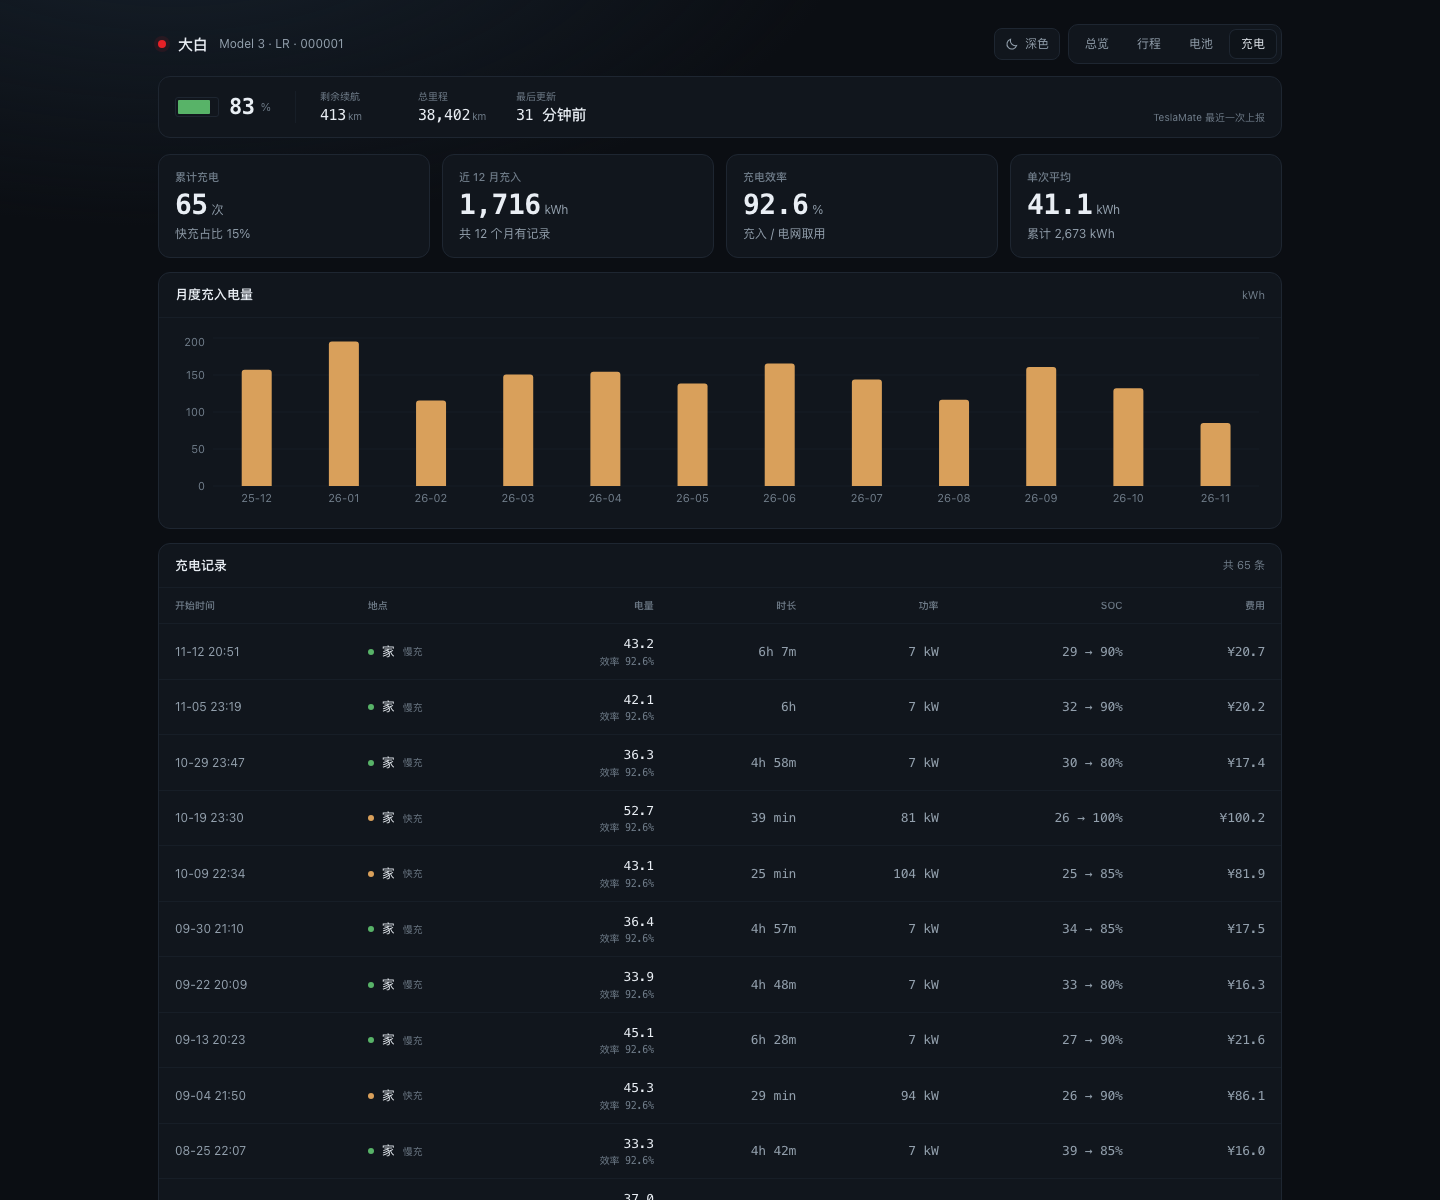 大白 Model 3 · LR · 000001
深色 总览 行程 电池 充电
83 %
剩余续航 总里程 最后更新
413 km 38,402 km 31 分钟前
TeslaMate 最近一次上报
累计充电
65 次
快充占比 15%
近 12 月充入
1,716 kWh
共 12 个月有记录
充电效率
92.6 %
充入 / 电网取用
单次平均
41.1 kWh
累计 2,673 kWh
月度充入电量 kWh
200
150
100
50
0
25-12 26-01 26-02 26-03 26-04 26-05 26-06 26-07 26-08 26-09 26-10 26-11
充电记录 共 65 条
开始时间 地点 电量 时长 功率 SOC 费用
11-12 20:51 家 慢充 43.2 6h 7m 7 kW 29 → 90% ¥20.7
效率 92.6%
11-05 23:19 家 慢充 42.1 6h 7 kW 32 → 90% ¥20.2
效率 92.6%
10-29 23:47 家 慢充 36.3 4h 58m 7 kW 30 → 80% ¥17.4
效率 92.6%
10-19 23:30 家 快充 52.7 39 min 81 kW 26 → 100% ¥100.2
效率 92.6%
10-09 22:34 家 快充 43.1 25 min 104 kW 25 → 85% ¥81.9
效率 92.6%
09-30 21:10 家 慢充 36.4 4h 57m 7 kW 34 → 85% ¥17.5
效率 92.6%
09-22 20:09 家 慢充 33.9 4h 48m 7 kW 33 → 80% ¥16.3
效率 92.6%
09-13 20:23 家 慢充 45.1 6h 28m 7 kW 27 → 90% ¥21.6
效率 92.6%
09-04 21:50 家 快充 45.3 29 min 94 kW 26 → 90% ¥86.1
效率 92.6%
08-25 22:07 家 慢充 33.3 4h 42m 7 kW 39 → 85% ¥16.0
效率 92.6%
37.0